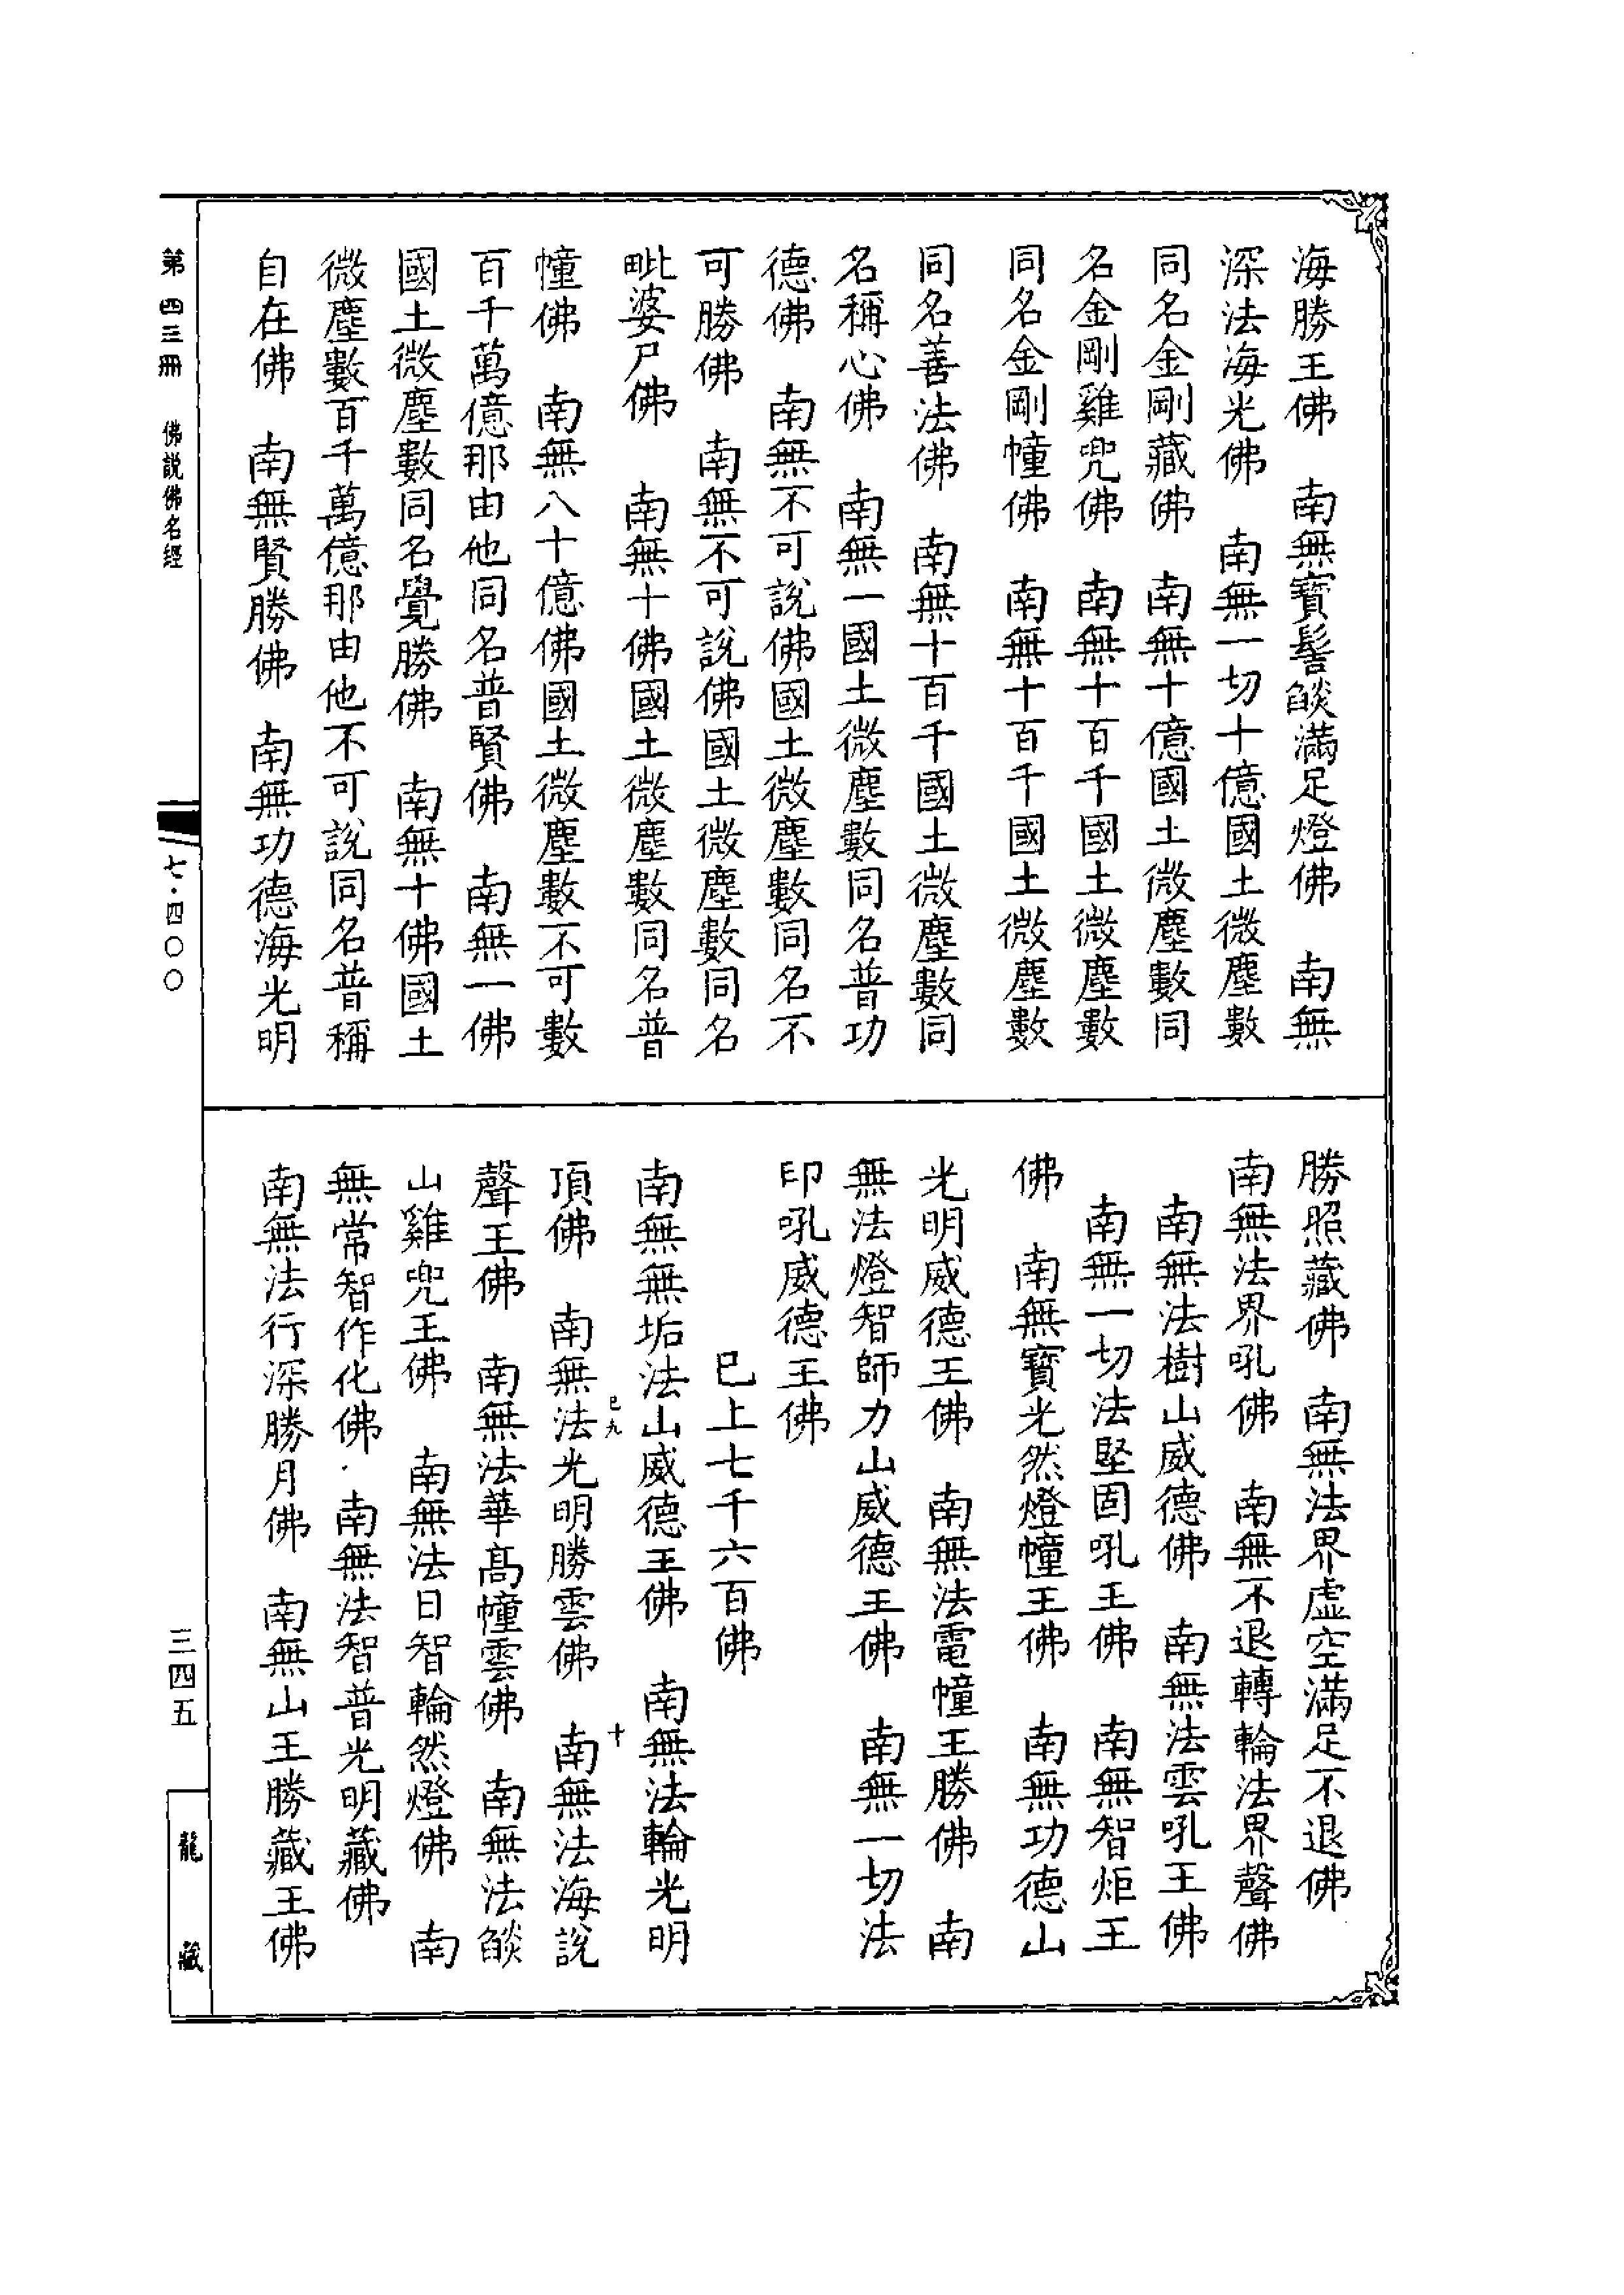 海勝王佛　南無寶髻燄滿足燈佛　南無
深法海光佛　南無一切十億國土微塵數
同名金剛藏佛　南無十億國土微塵數同
名金剛雞兜佛　南無十百千國土微塵數
同名金剛幢佛　南無十百千國土微塵數
同名善法佛　南無十百千國土微塵數同
名稱心佛　南無一國土微塵數同名普功
德佛　南無不可說佛國土微塵數同名不
可勝佛　南無不可說佛國土微塵數同名
毗婆尸佛　南無十佛國土微塵數同名普
幢佛　南無八十億佛國土微塵數不可數
百千萬億那由他同名普賢佛　南無一佛
國土微塵數同名覺勝佛　南無十佛國土
微塵數百千萬億那由他不可說同名普稱
自在佛　南無賢勝佛　南無功德海光明
勝照藏佛　南無法界虛空滿足不退佛
南無法界吼佛　南無不退轉輪法界聲佛
南無法樹山威德佛　南無法雲吼王佛
南無一切法堅固吼王佛　南無智炬王
佛　南無寶光然燈幢王佛　南無功德山
光明威德王佛　南無法電幢王勝佛　南
無法燈智師力山威德王佛　南無一切法
印吼威德王佛
已上七千六百佛
南無無垢法山威德王佛　南無法輪光明
頂佛　南無法光明勝雲佛　南無法海說
已九　十
聲王佛　南無法華高幢雲佛　南無法燄
山雞兜王佛　南無法日智輪然燈佛　南
無常智作化佛．南無法智普光明藏佛
南無法行深勝月佛　南無山王勝藏王佛
第四三冊　佛說佛名經
七·四〇〇
三四五
龍藏